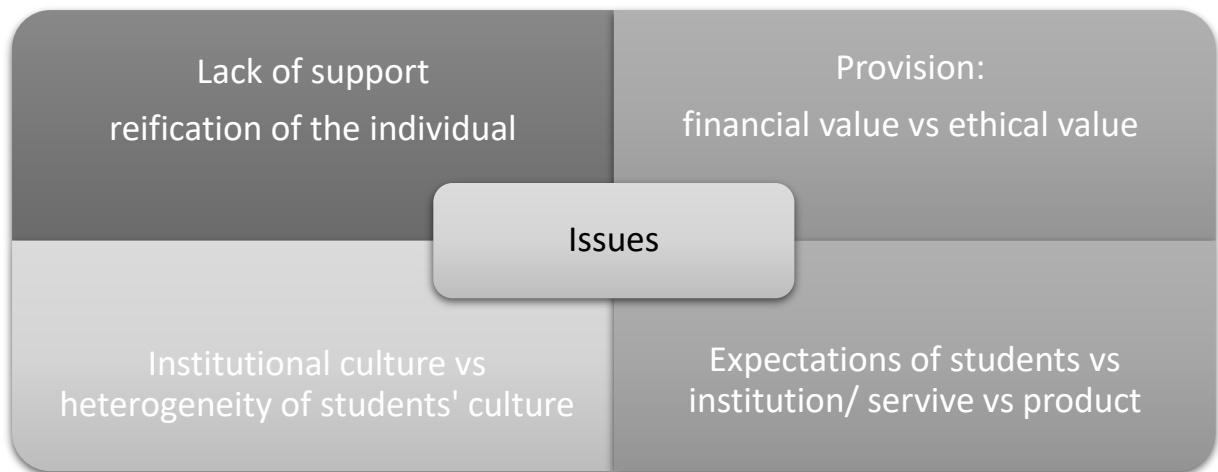 Lack of support
reification of the individual
Provision:
financial value vs ethical value
Issues
Institutional culture vs
heterogeneity of students' culture
Expectations of students vs
institution/ servive vs product